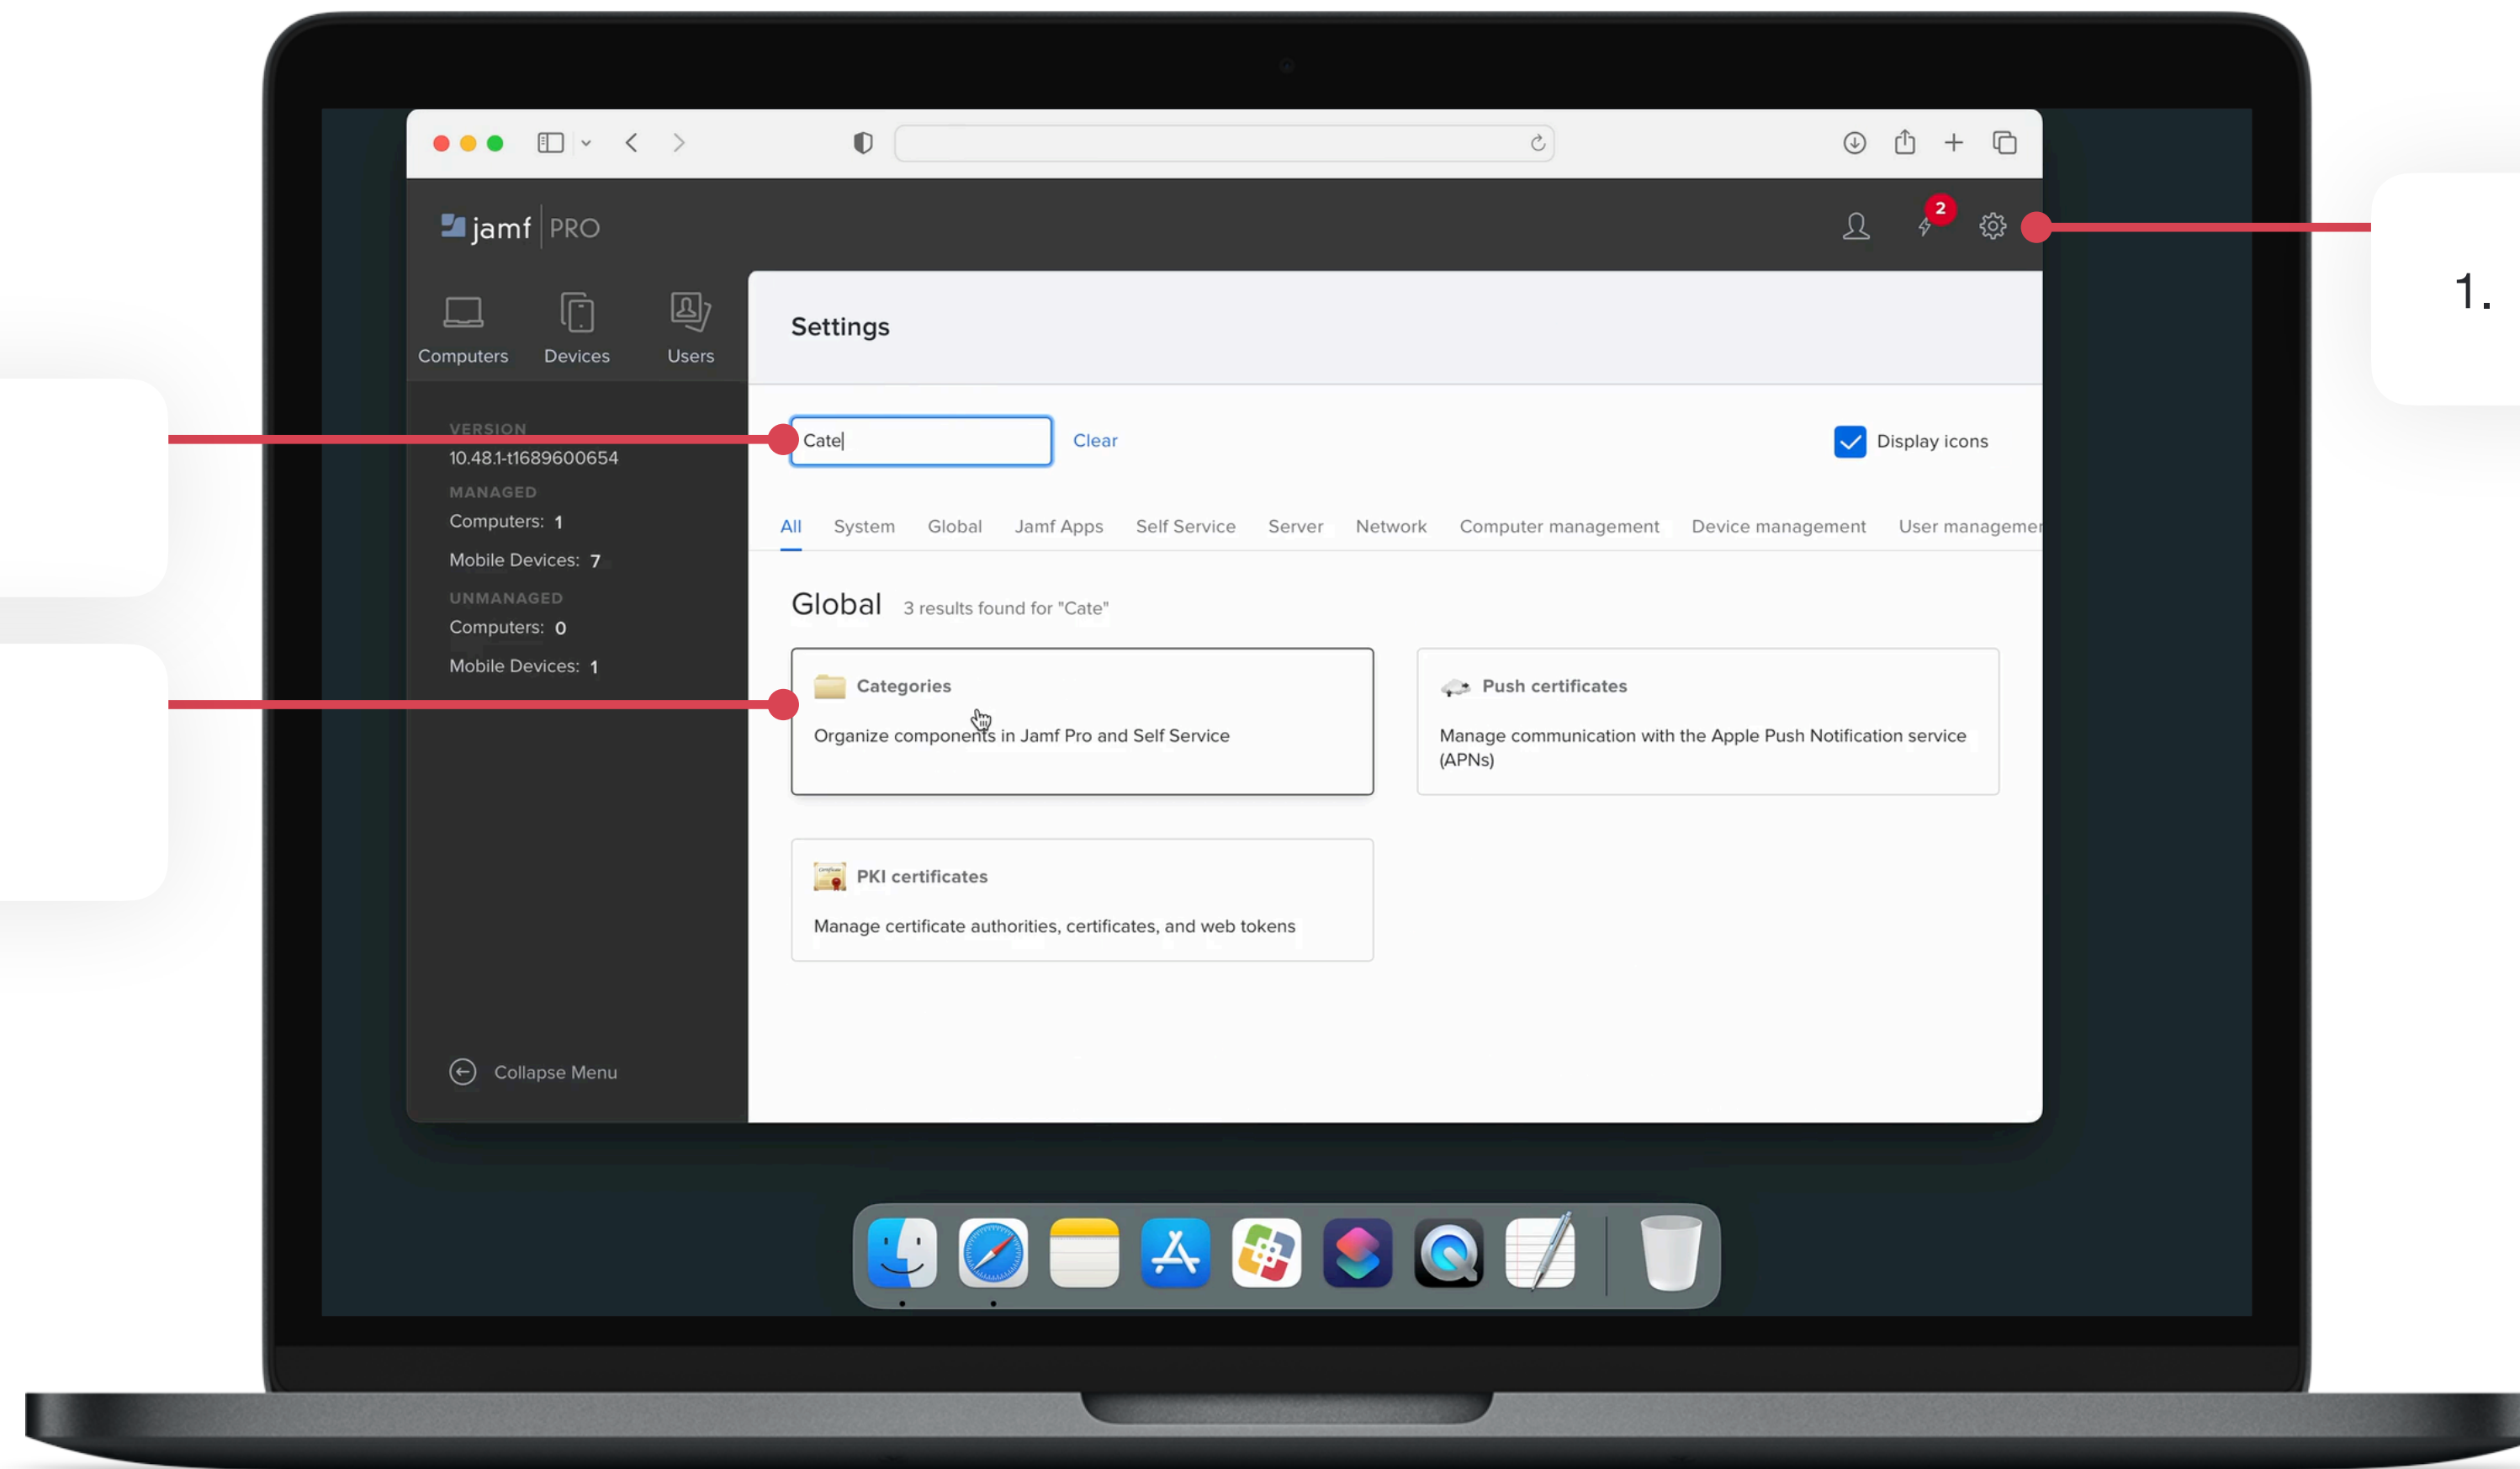 jamf PRO
2
1.
Computers
Devices
Users
Settings
VERSION
10.48.1-t1689600654
MANAGED
Computers: 1
Mobile Devices: 7
UNMANAGED
Computers: 0
Mobile Devices: 1
Collapse Menu
Cate
Clear
Display icons
All System Global Jamf Apps Self Service Server Network Computer management Device management User managemen
Global 3 results found for "Cate"
Categories
Organize components in Jamf Pro and Self Service
Push certificates
Manage communication with the Apple Push Notification service
(APNs)
PKI certificates
Manage certificate authorities, certificates, and web tokens